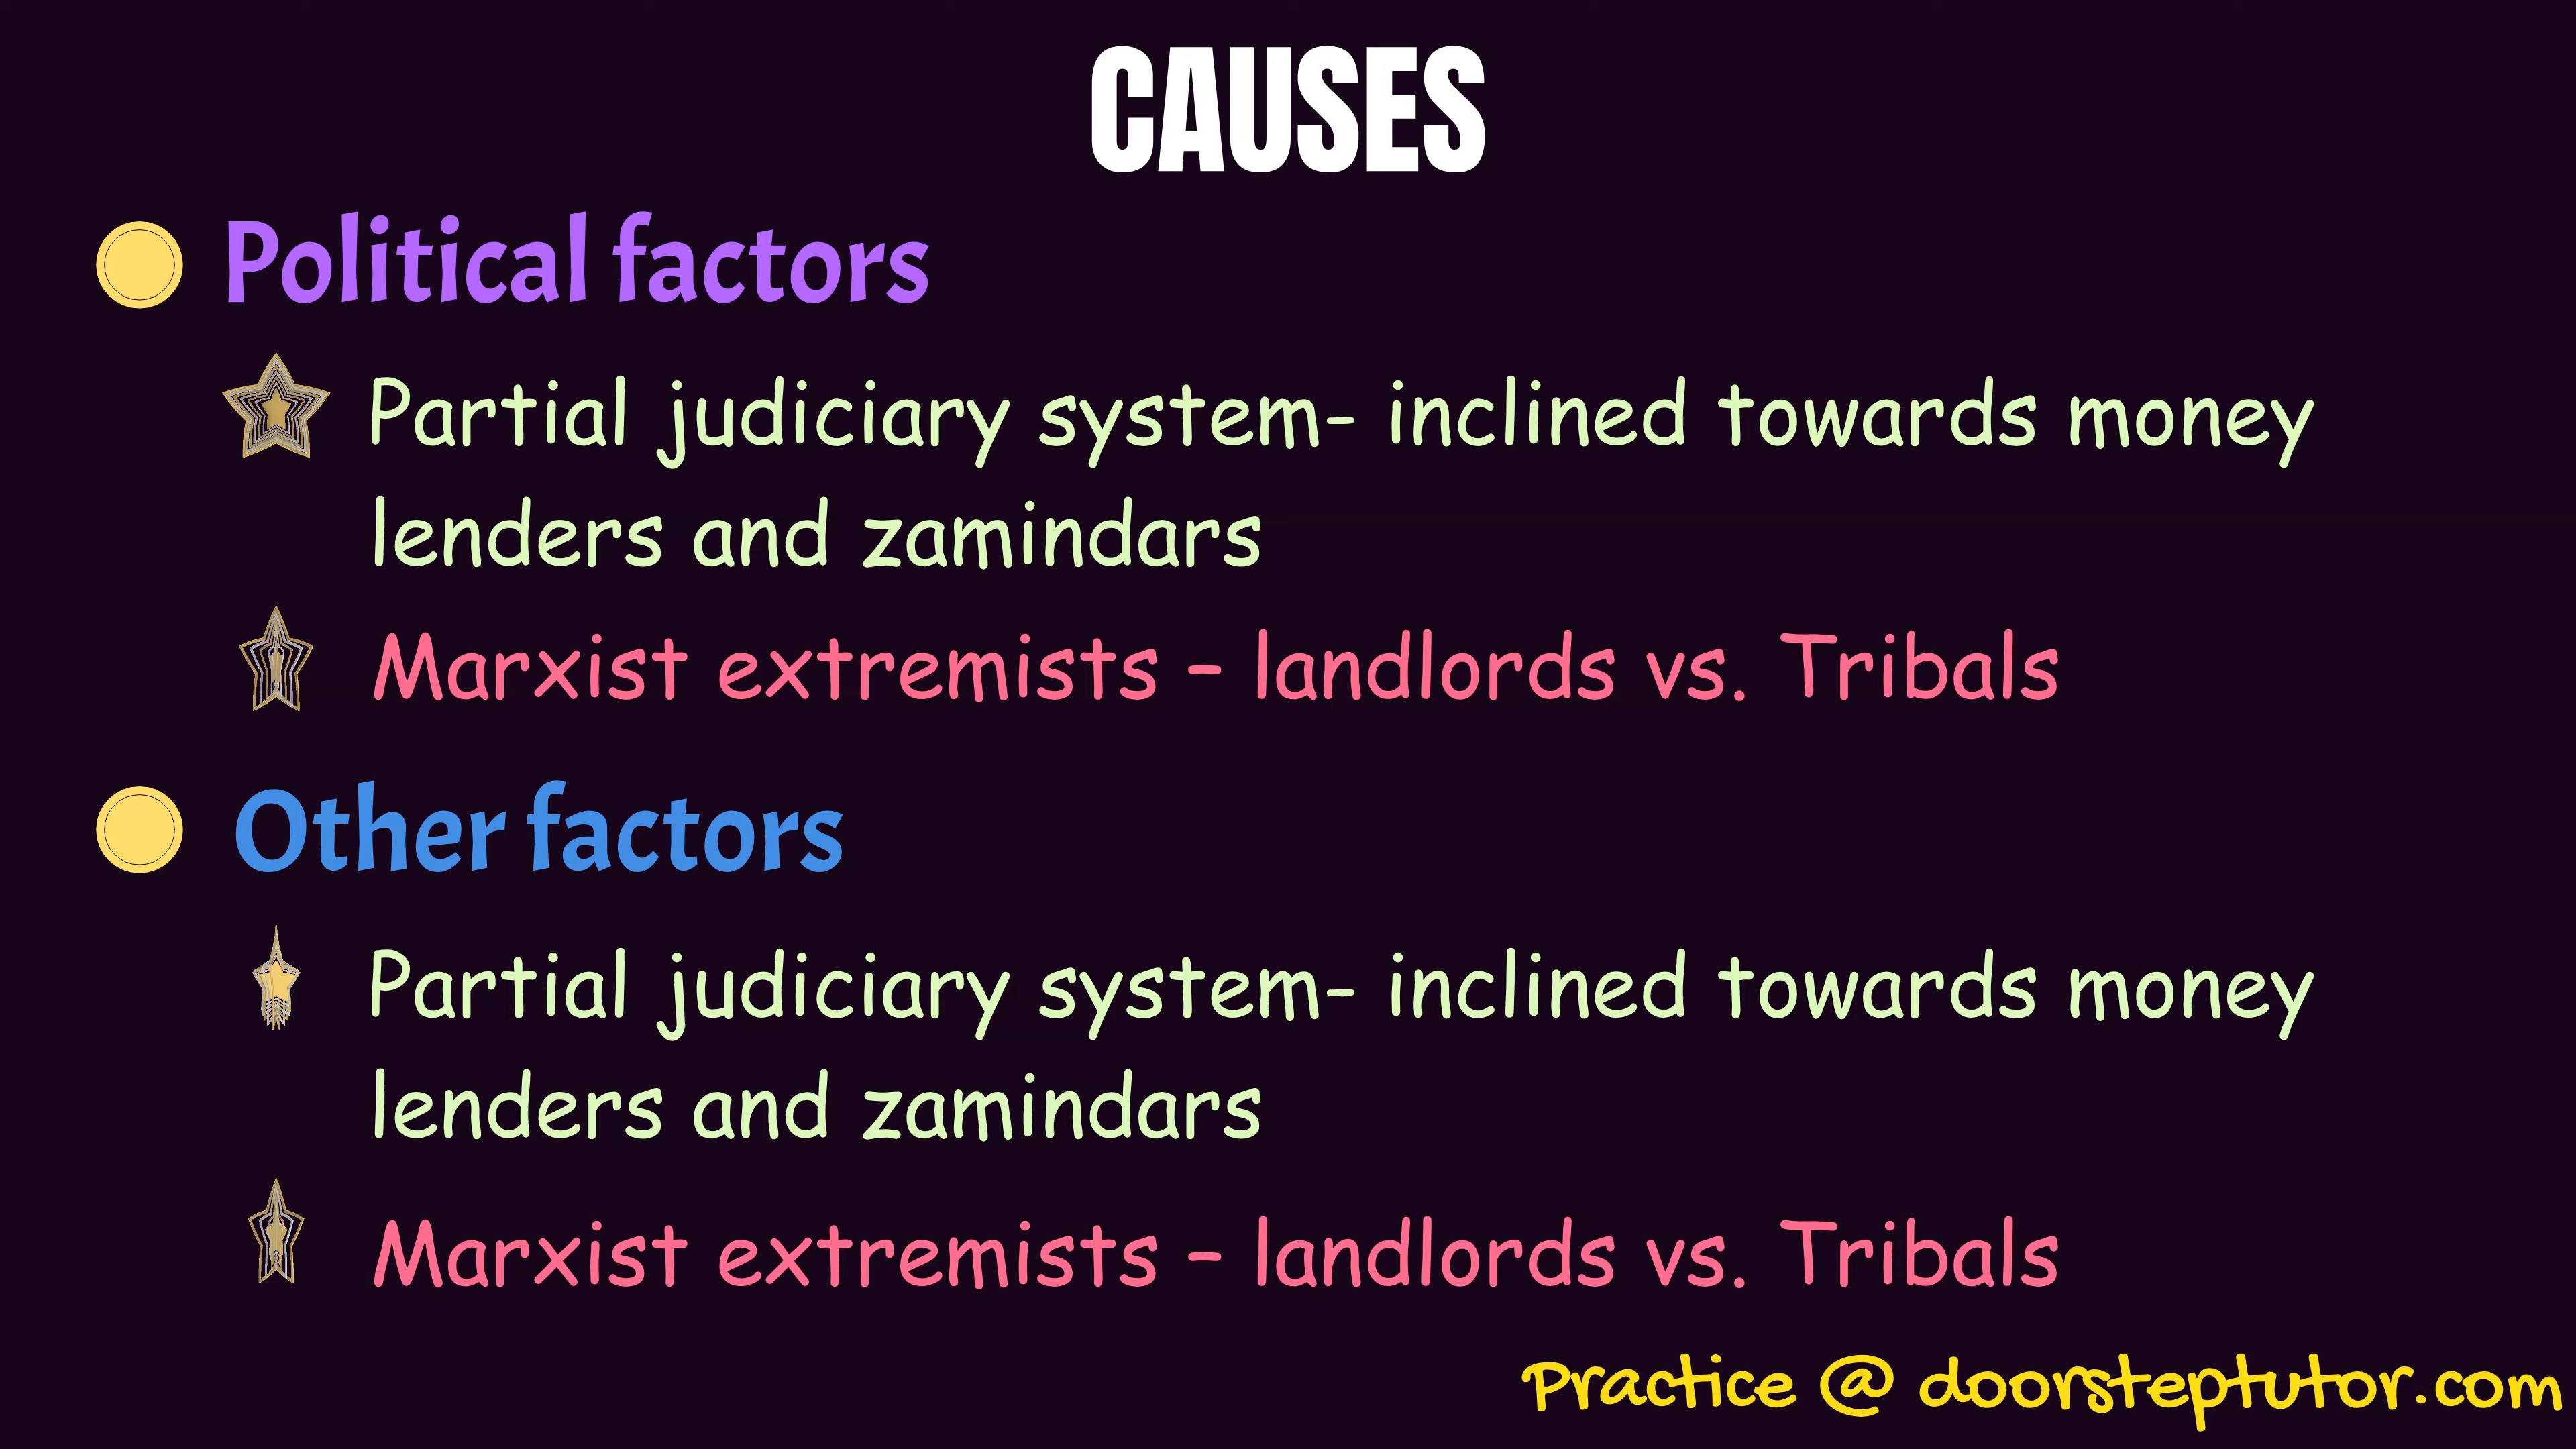 CAUSES
Political factors
Partial judiciary system- inclined towards money
lenders and zamindars
Marxist extremists – landlords vs. Tribals
Other factors
Partial judiciary system- inclined towards money
lenders and zamindars
Marxist extremists – landlords vs. Tribals
Practice @ doorsteptutor.com